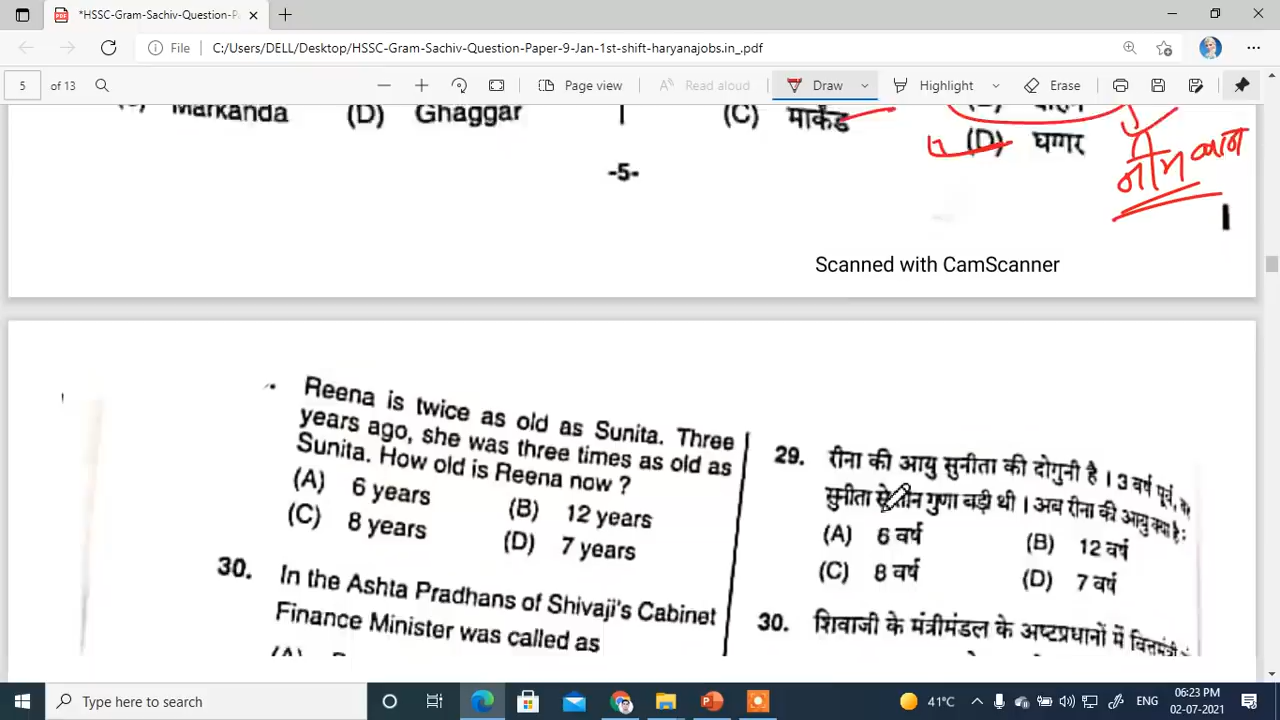 *HSSC-Gram-Sachiv-Question-P
File C:/Users/DELL/Desktop/HSSC-Gram-Sachiv-Question-Paper-9-Jan-1st-shift-haryanajobs.in_.pdf
5 of 13 Page view Read aloud Draw Highlight Erase
Markanda (D) Ghaggar
(C) मार्कंड
(D) घग्गर
-5-
Scanned with CamScanner
Reena is twice as old as Sunita. Three
years ago, she was three times as old as
Sunita. How old is Reena now ?
(A) 6 years (B) 12 years
(C) 8 years (D) 7 years
30. In the Ashta Pradhans of Shivaji's Cabinet
Finance Minister was called as
29. रीना की आयु सुनीता की दोगुनी है । 3 वर्ष पूर्व,
सुनीता से तीन गुणा बड़ी थी । अब रीना की आयु क्या है:
(A) 6 वर्ष (B) 12 वर्ष
(C) 8 वर्ष (D) 7 वर्ष
30. शिवाजी के मंत्रीमंडल के अष्टप्रधानों में वित्तमंत्री
Type here to search
41°C ENG
06:23 PM
02-07-2021